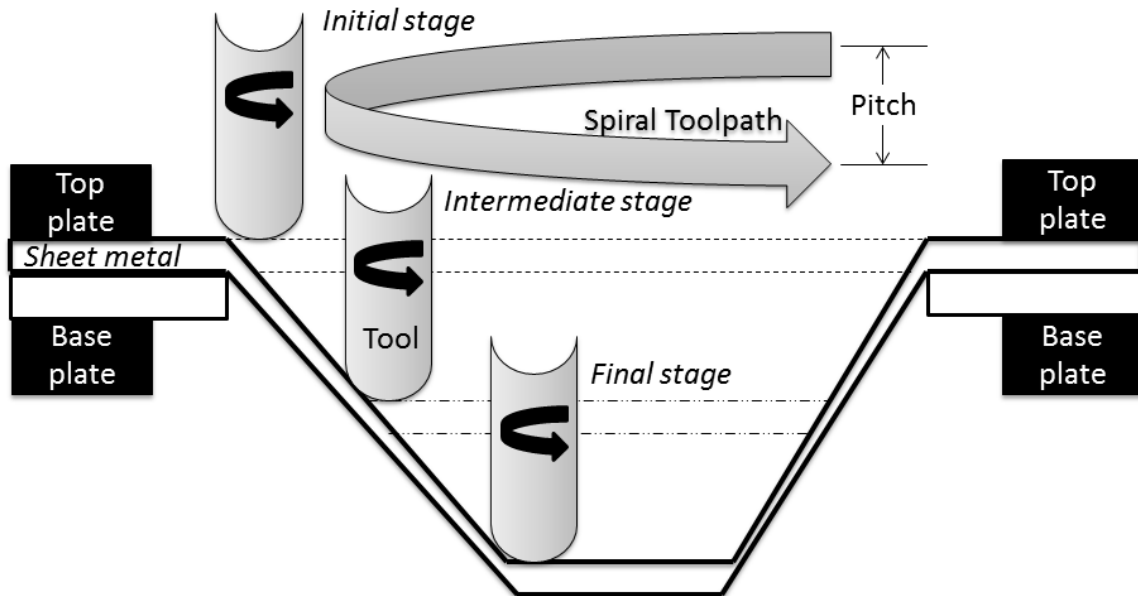 Initial stage
Spiral Toolpath
Pitch
Top
plate
Intermediate stage
Top
plate
Sheet metal
Base
plate
Tool
Final stage
Base
plate